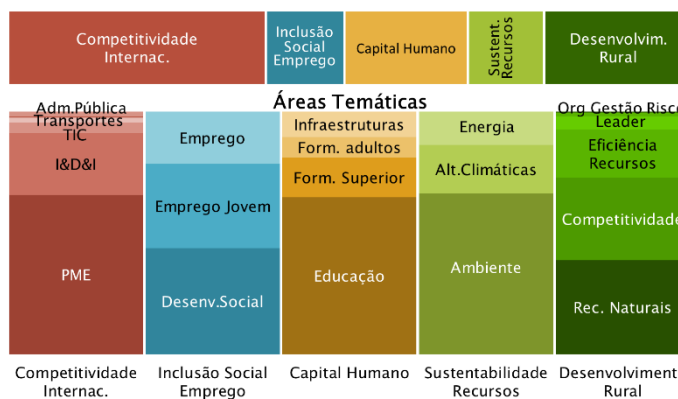 Competitividade
Internac.
Inclusão
Social
Emprego
Capital Humano
Sustent.
Recursos
Desenvolvim.
Rural
Áreas Temáticas
Adm.Pública
Transportes
TIC
I&D&I
PME
Emprego
Emprego Jovem
Desenv.Social
Infraestruturas
Form. adultos
Form. Superior
Educação
Energia
Alt.Climáticas
Ambiente
Org Gestão Risco
Leader
Eficiência
Recursos
Competitividade
Rec. Naturais
Competitividade
Internac.
Inclusão Social
Emprego
Capital Humano
Sustentabilidade
Recursos
Desenvolviment
Rural